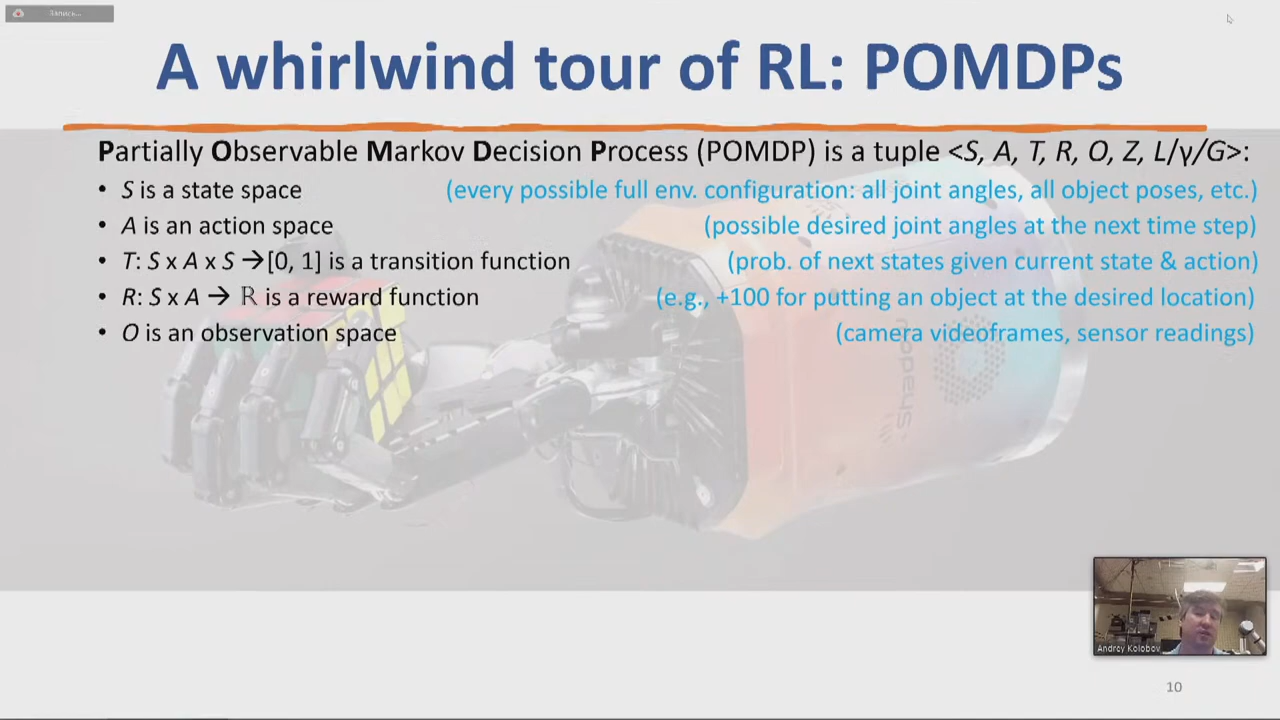 Запись...
A whirlwind tour of RL: POMDPs
Partially Observable Markov Decision Process (POMDP) is a tuple <S, A, T, R, O, Z, L/γ/G>:
• S is a state space (every possible full env. configuration: all joint angles, all object poses, etc.)
• A is an action space (possible desired joint angles at the next time step)
• T: S x A x S →[0, 1] is a transition function (prob. of next states given current state & action)
• R: S x A → ℝ is a reward function (e.g., +100 for putting an object at the desired location)
• O is an observation space (camera videoframes, sensor readings)
Shadow
Andrey Kolobov
10